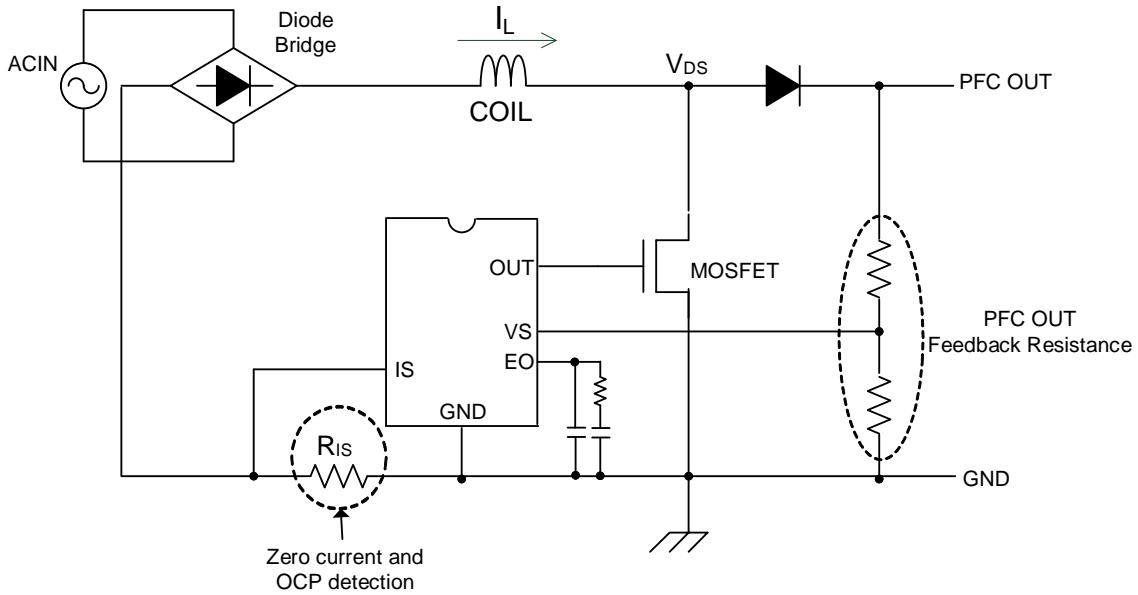 ACIN
Diode
Bridge
IL
COIL
VDS
PFC OUT
OUT
MOSFET
VS
EO
IS
GND
PFC OUT
Feedback Resistance
RIS
GND
Zero current and
OCP detection